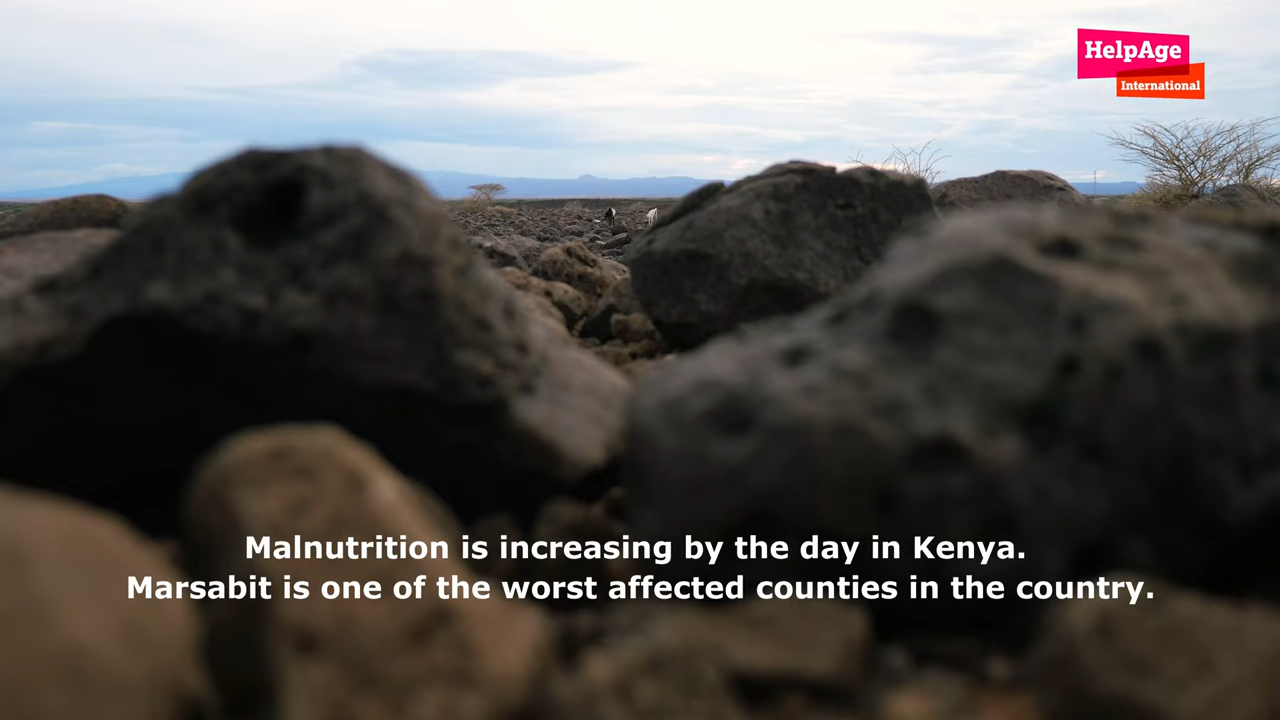 HelpAge
International
Malnutrition is increasing by the day in Kenya.
Marsabit is one of the worst affected counties in the country.